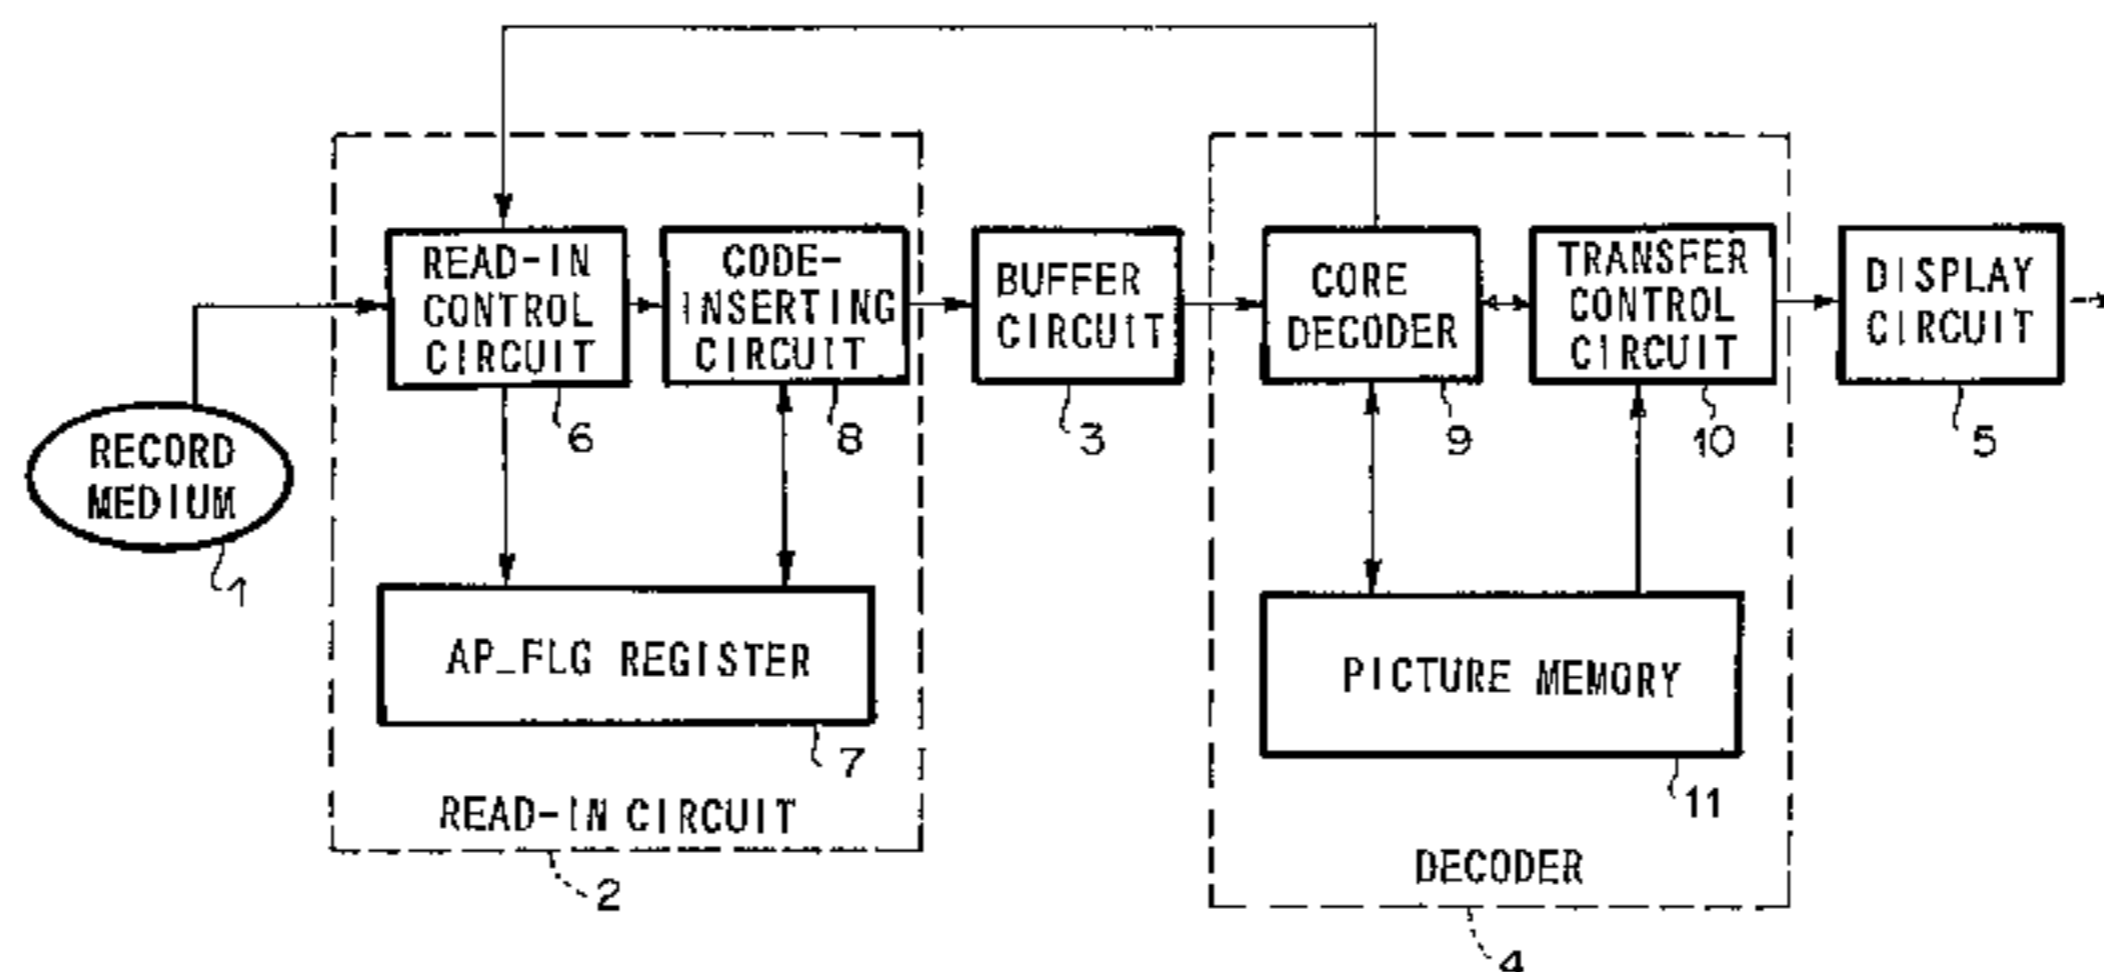 READ-IN
CONTROL
CIRCUIT
6
CODE-
INSERTING
CIRCUIT
8
BUFFER
CIRCUIT
3
CORE
DECODER
9
TRANSFER
CONTROL
CIRCUIT
10
DISPLAY
CIRCUIT
5
RECORD
MEDIUM
1
AP_FLG REGISTER
7
PICTURE MEMORY
11
READ-IN CIRCUIT
2
DECODER
4